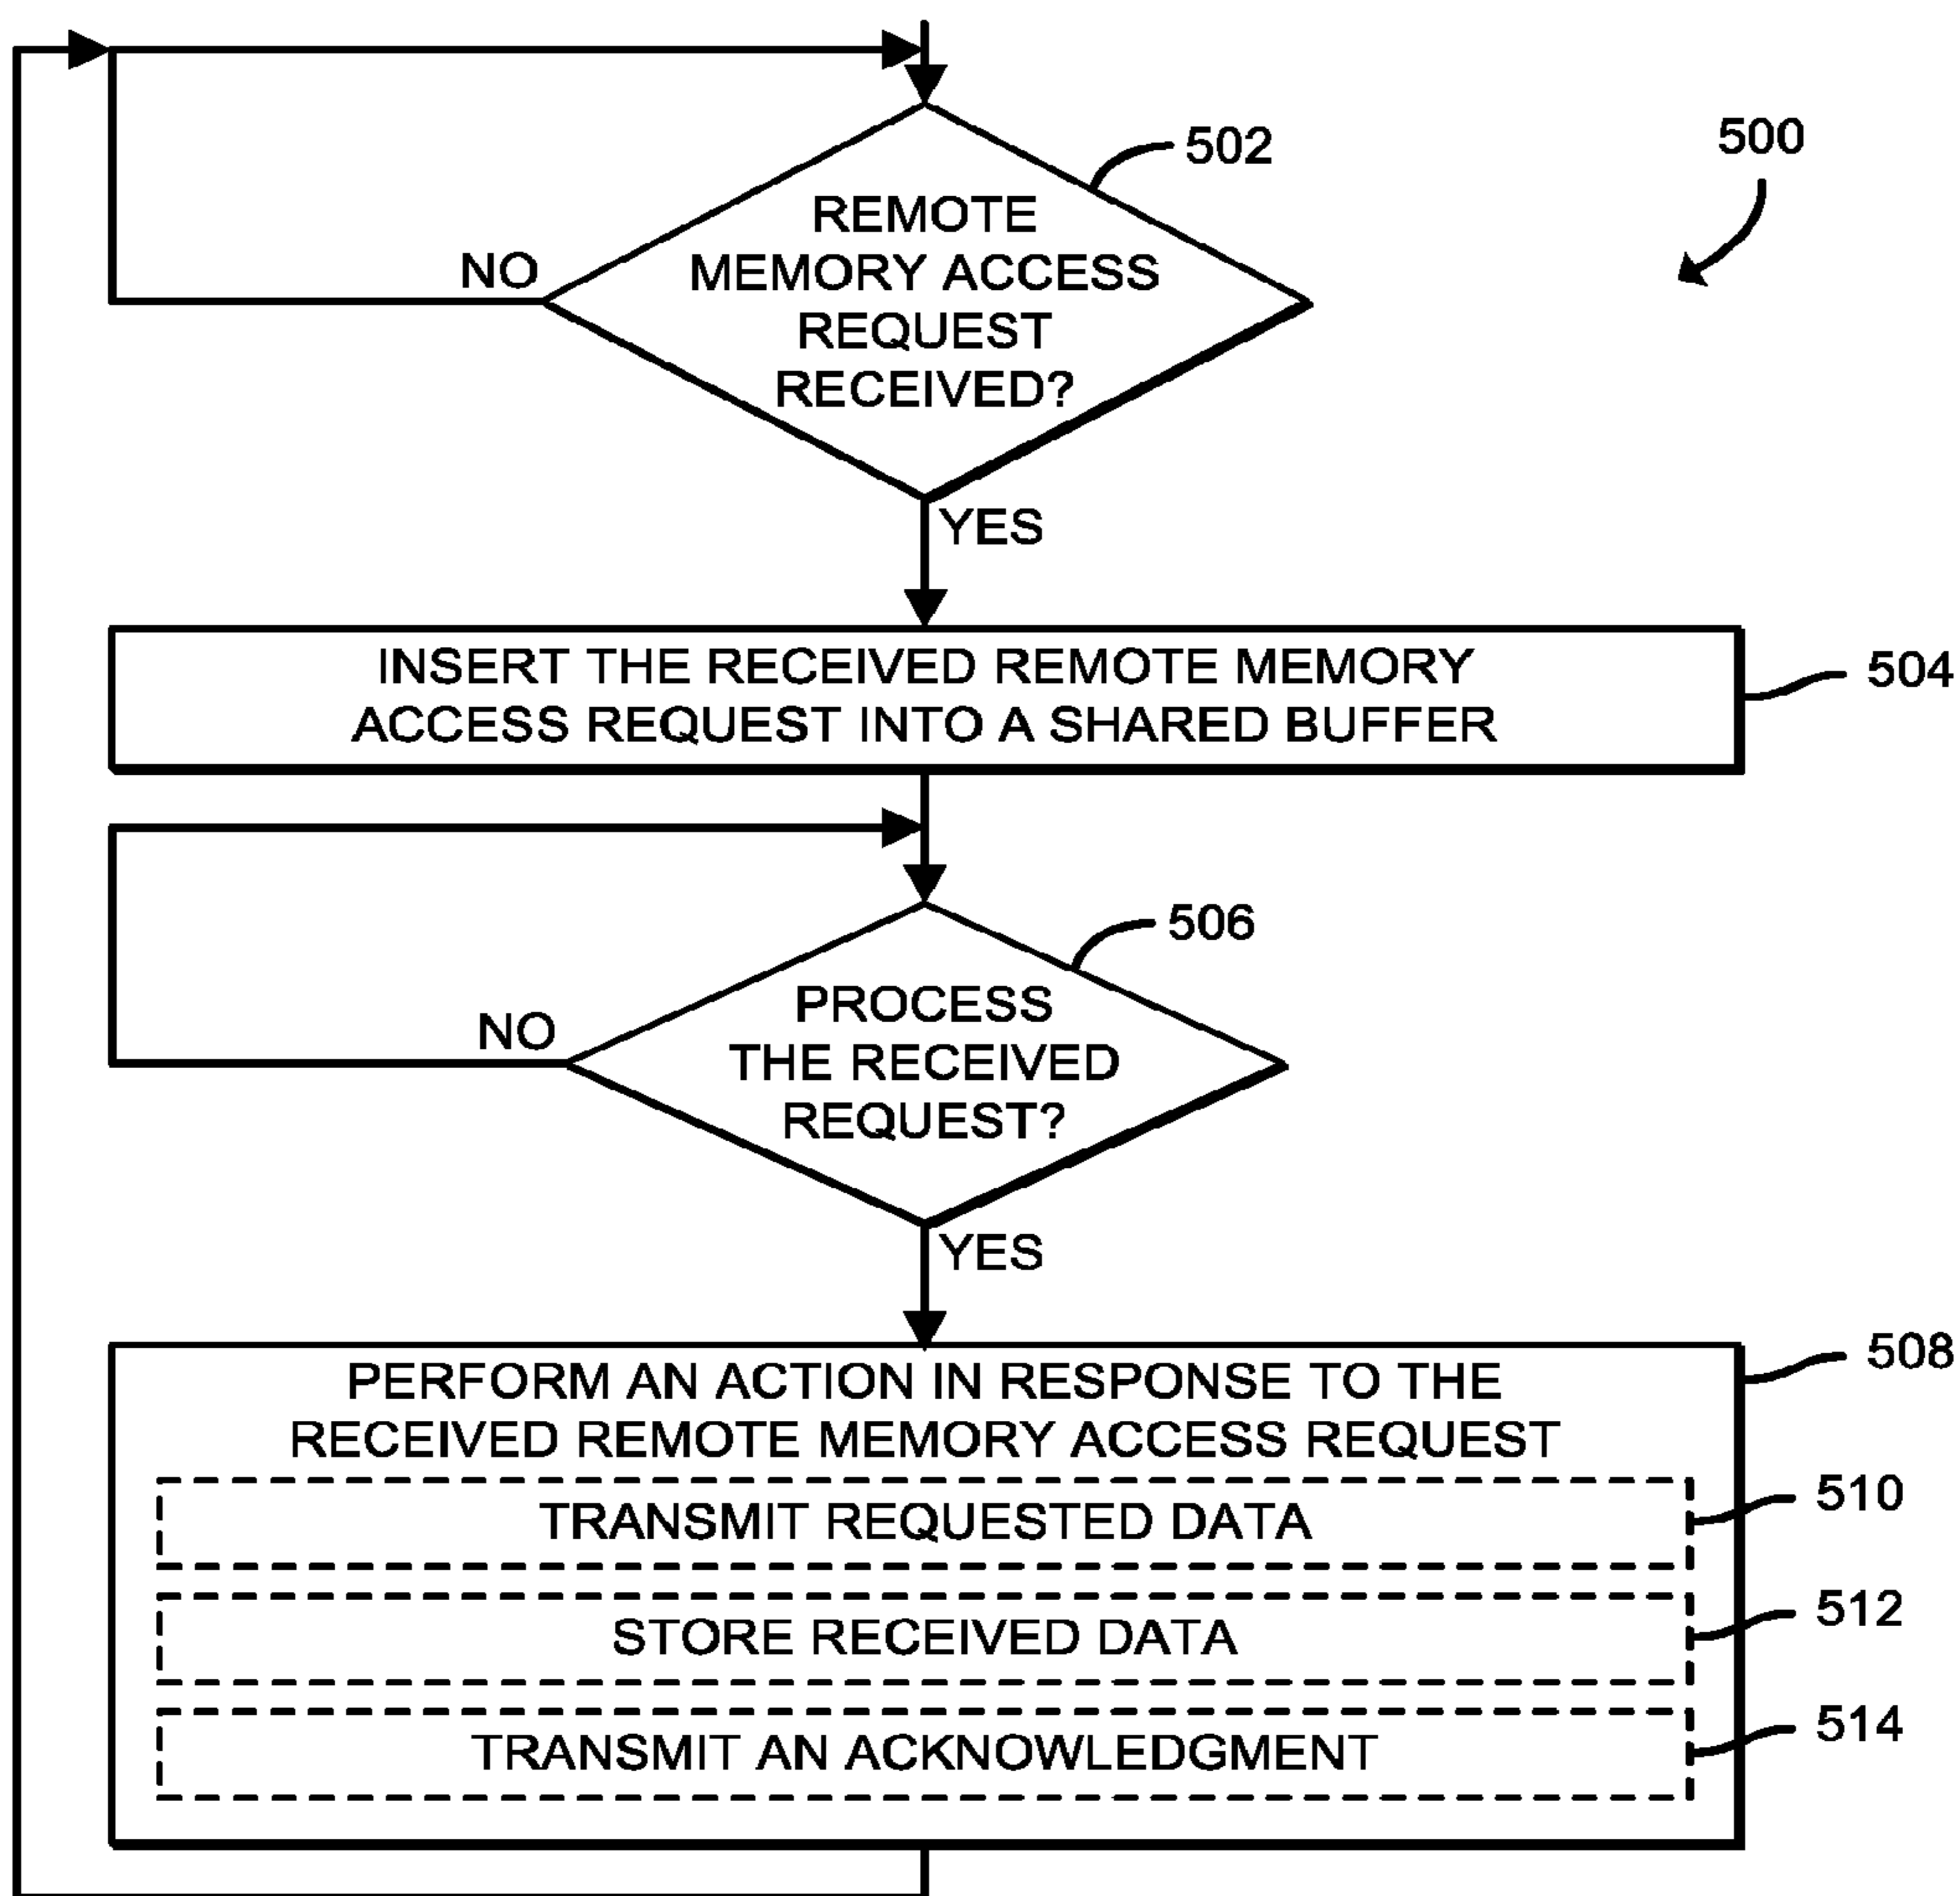 502
500
REMOTE
MEMORY ACCESS
REQUEST
RECEIVED?
NO
YES
INSERT THE RECEIVED REMOTE MEMORY
ACCESS REQUEST INTO A SHARED BUFFER
504
506
PROCESS
THE RECEIVED
REQUEST?
NO
YES
PERFORM AN ACTION IN RESPONSE TO THE
RECEIVED REMOTE MEMORY ACCESS REQUEST
508
TRANSMIT REQUESTED DATA
510
STORE RECEIVED DATA
512
TRANSMIT AN ACKNOWLEDGMENT
514